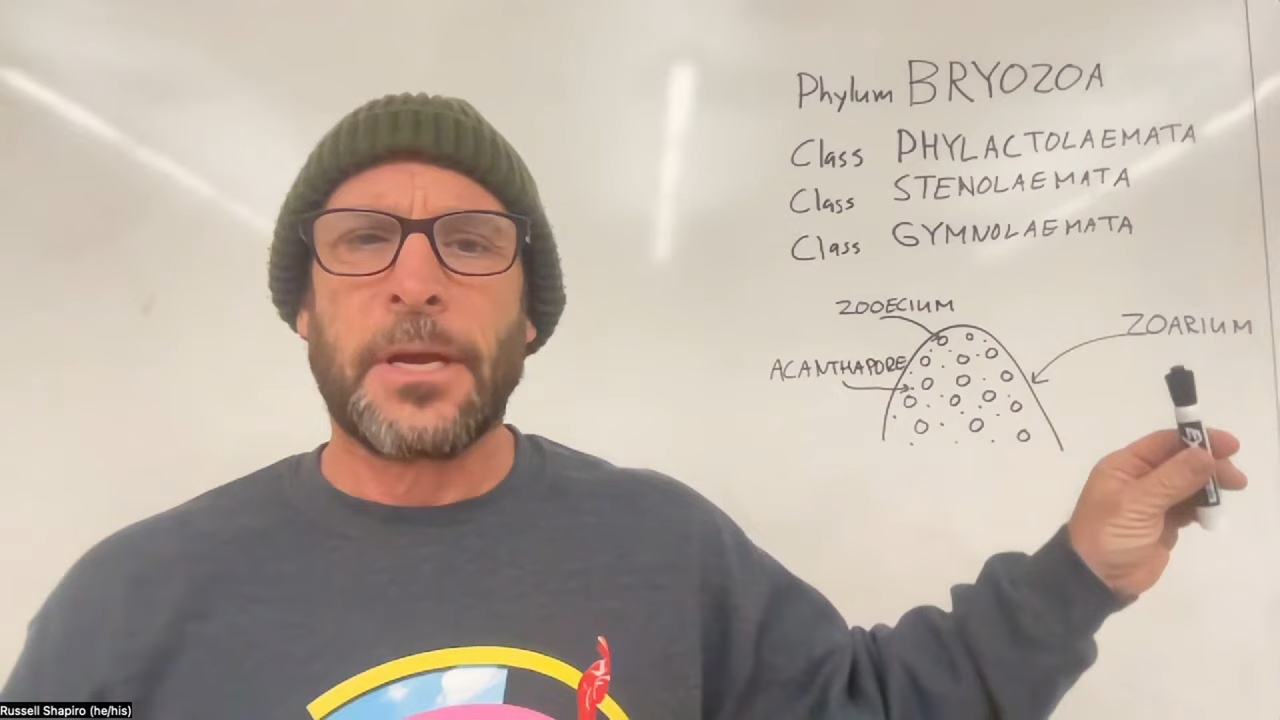 Phylum BRYOZOA
Class PHYLACTOLAEMATA
Class STENOLAEMATA
Class GYMNOLAEMATA
ZOOECIUM
ZOARIUM
ACANTHAPORE
Russell Shapiro (he/his)